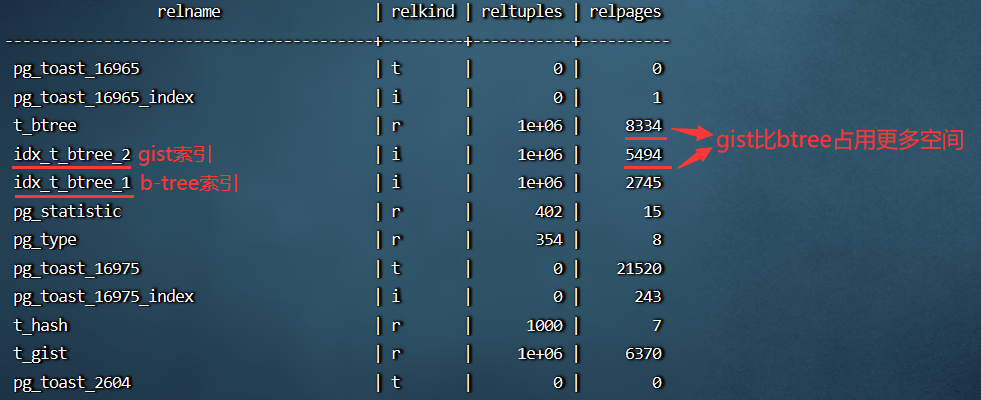 relname | relkind | reltuples | relpages
----------------------------------------+---------+-----------+----------
pg_toast_16965 | t | 0 | 0
pg_toast_16965_index | i | 0 | 1
t_btree | r | 1e+06 | 8334
idx_t_btree_2 gist索引 | i | 1e+06 | 5494 gist比btree占用更多空间
idx_t_btree_1 b-tree索引 | i | 1e+06 | 2745
pg_statistic | r | 402 | 15
pg_type | r | 354 | 8
pg_toast_16975 | t | 0 | 21520
pg_toast_16975_index | i | 0 | 243
t_hash | r | 1000 | 7
t_gist | r | 1e+06 | 6370
pg_toast_2604 | t | 0 | 0